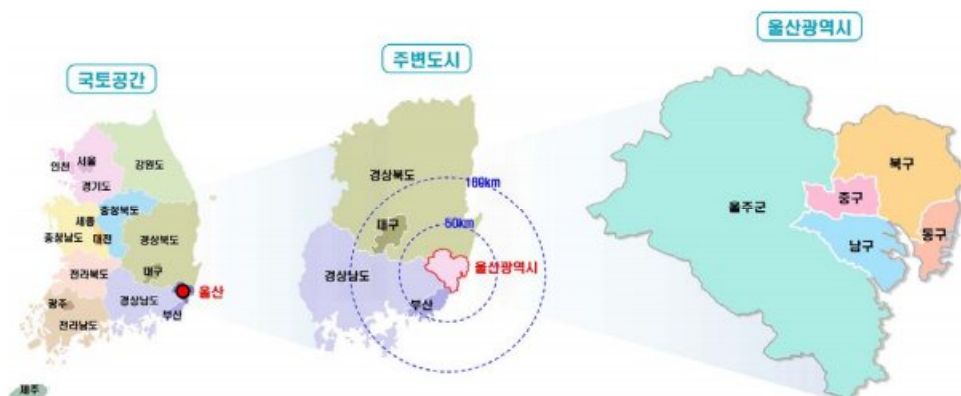 국토공간
인천
서울
강원도
경기도
충청북도
세종
충청남도
대전
경상북도
전라북도
대구
울산
광주
경상남도
부산
전라남도
제주
주변도시
경상북도
100km
대구
50km
경상남도
울산광역시
부산
울산광역시
북구
중구
울주군
동구
남구